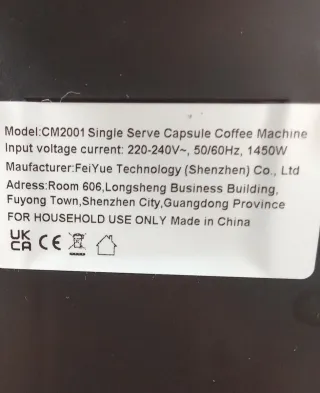 Model:CM2001 Single Serve Capsule Coffee Machine
Input voltage current: 220-240V~, 50/60Hz, 1450W
Maufacturer:FeiYue Technology (Shenzhen) Co., Ltd
Adress:Room 606,Longsheng Business Building,
Fuyong Town,Shenzhen City,Guangdong Province
FOR HOUSEHOLD USE ONLY Made in China
UK
CA CE